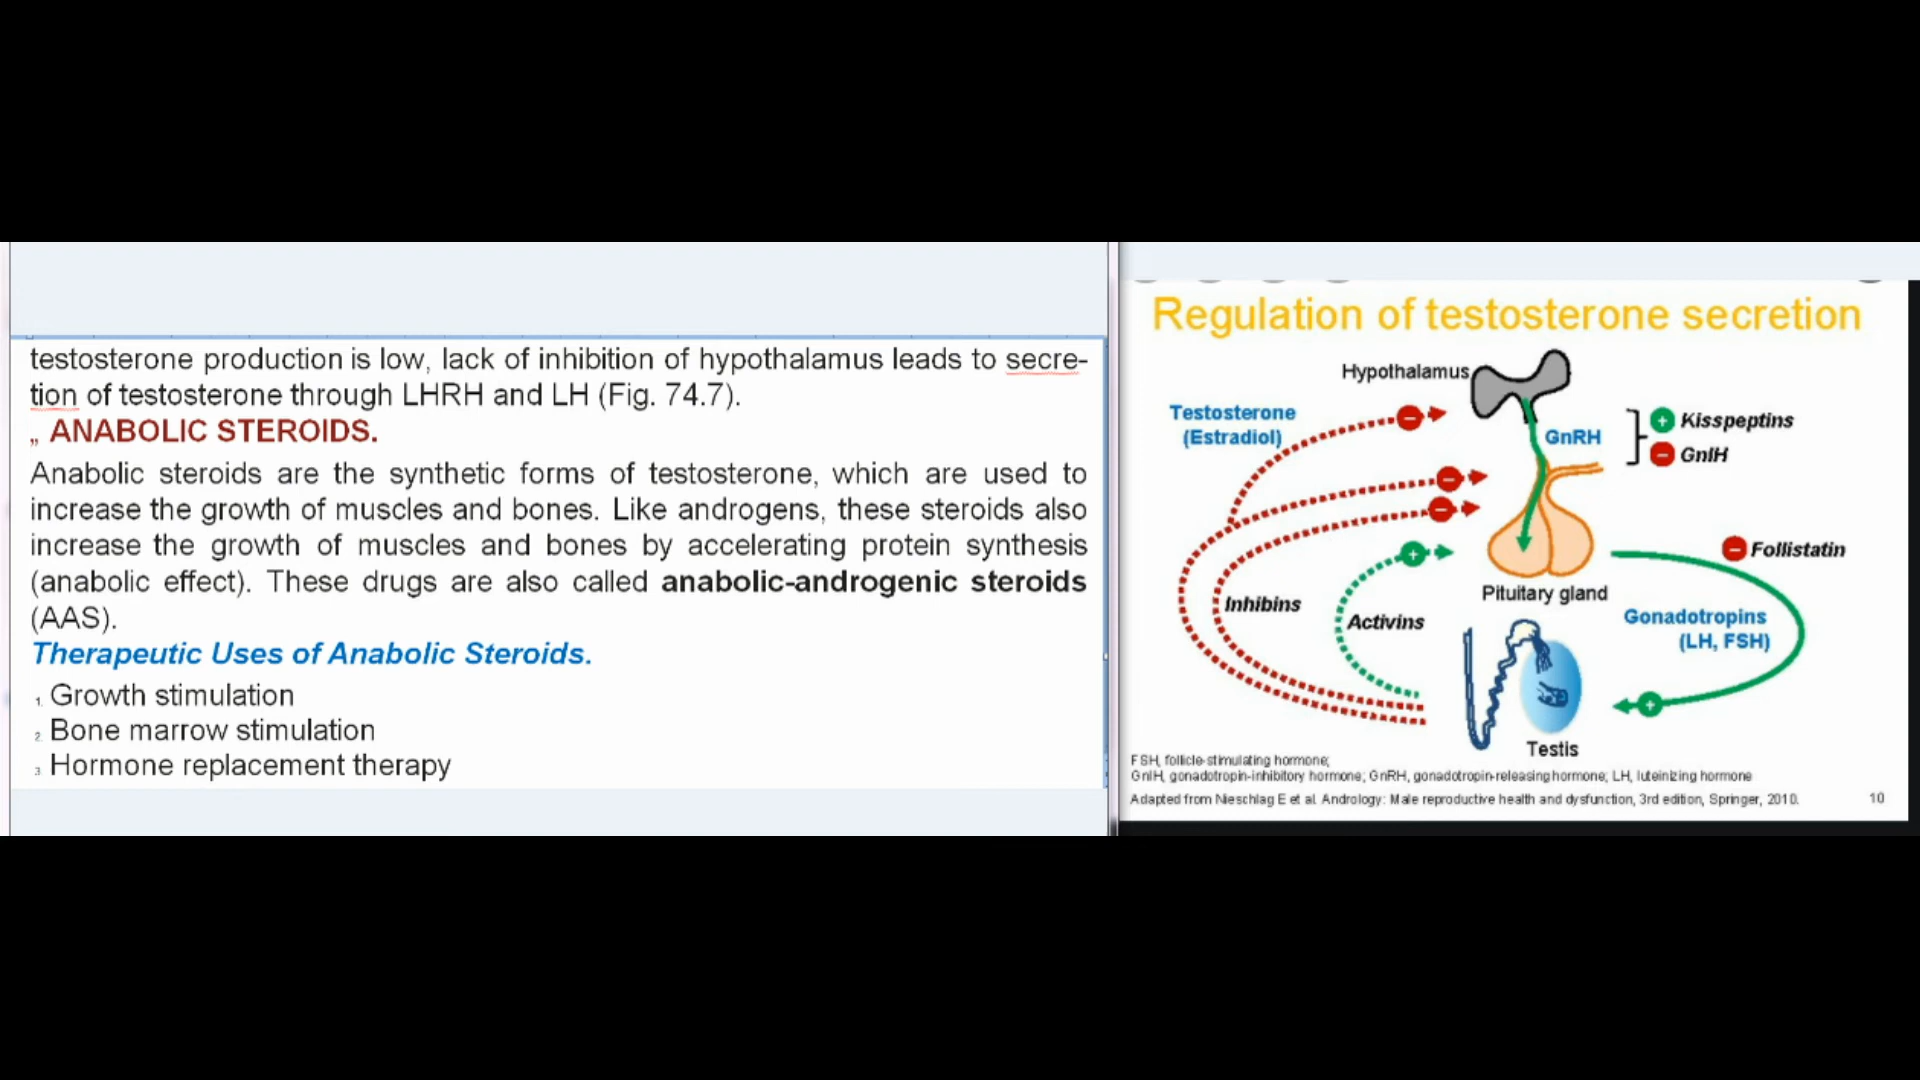 testosterone production is low, lack of inhibition of hypothalamus leads to secre-
tion of testosterone through LHRH and LH (Fig. 74.7).
„ ANABOLIC STEROIDS.
Anabolic steroids are the synthetic forms of testosterone, which are used to
increase the growth of muscles and bones. Like androgens, these steroids also
increase the growth of muscles and bones by accelerating protein synthesis
(anabolic effect). These drugs are also called anabolic-androgenic steroids
(AAS).
Therapeutic Uses of Anabolic Steroids.
1. Growth stimulation
2. Bone marrow stimulation
3. Hormone replacement therapy
Regulation of testosterone secretion
Hypothalamus
Testosterone
(Estradiol)
GnRH
+ Kisspeptins
− GnIH
− Follistatin
Pituitary gland
Inhibins
Activins
Gonadotropins
(LH, FSH)
Testis
FSH, follicle-stimulating hormone;
GnIH, gonadotropin-inhibitory hormone; GnRH, gonadotropin-releasing hormone; LH, luteinizing hormone
Adapted from Nieschlag E et al. Andrology: Male reproductive health and dysfunction, 3rd edition, Springer, 2010.
10